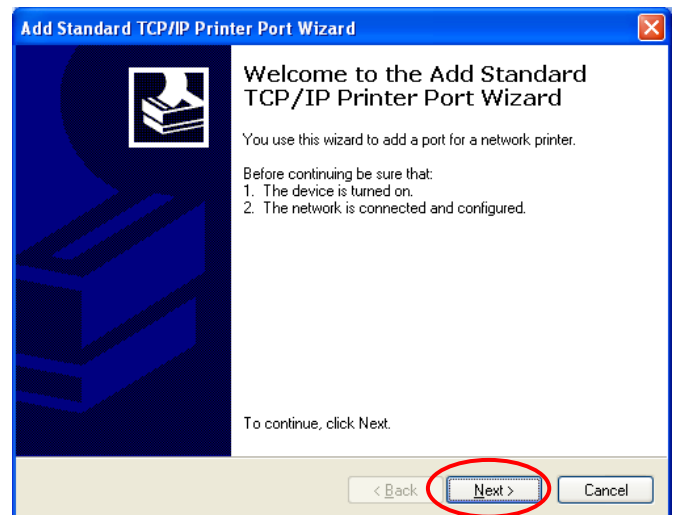 Add Standard TCP/IP Printer Port Wizard
Welcome to the Add Standard
TCP/IP Printer Port Wizard
You use this wizard to add a port for a network printer.
Before continuing be sure that:
1. The device is turned on.
2. The network is connected and configured.
To continue, click Next.
< Back Next > Cancel